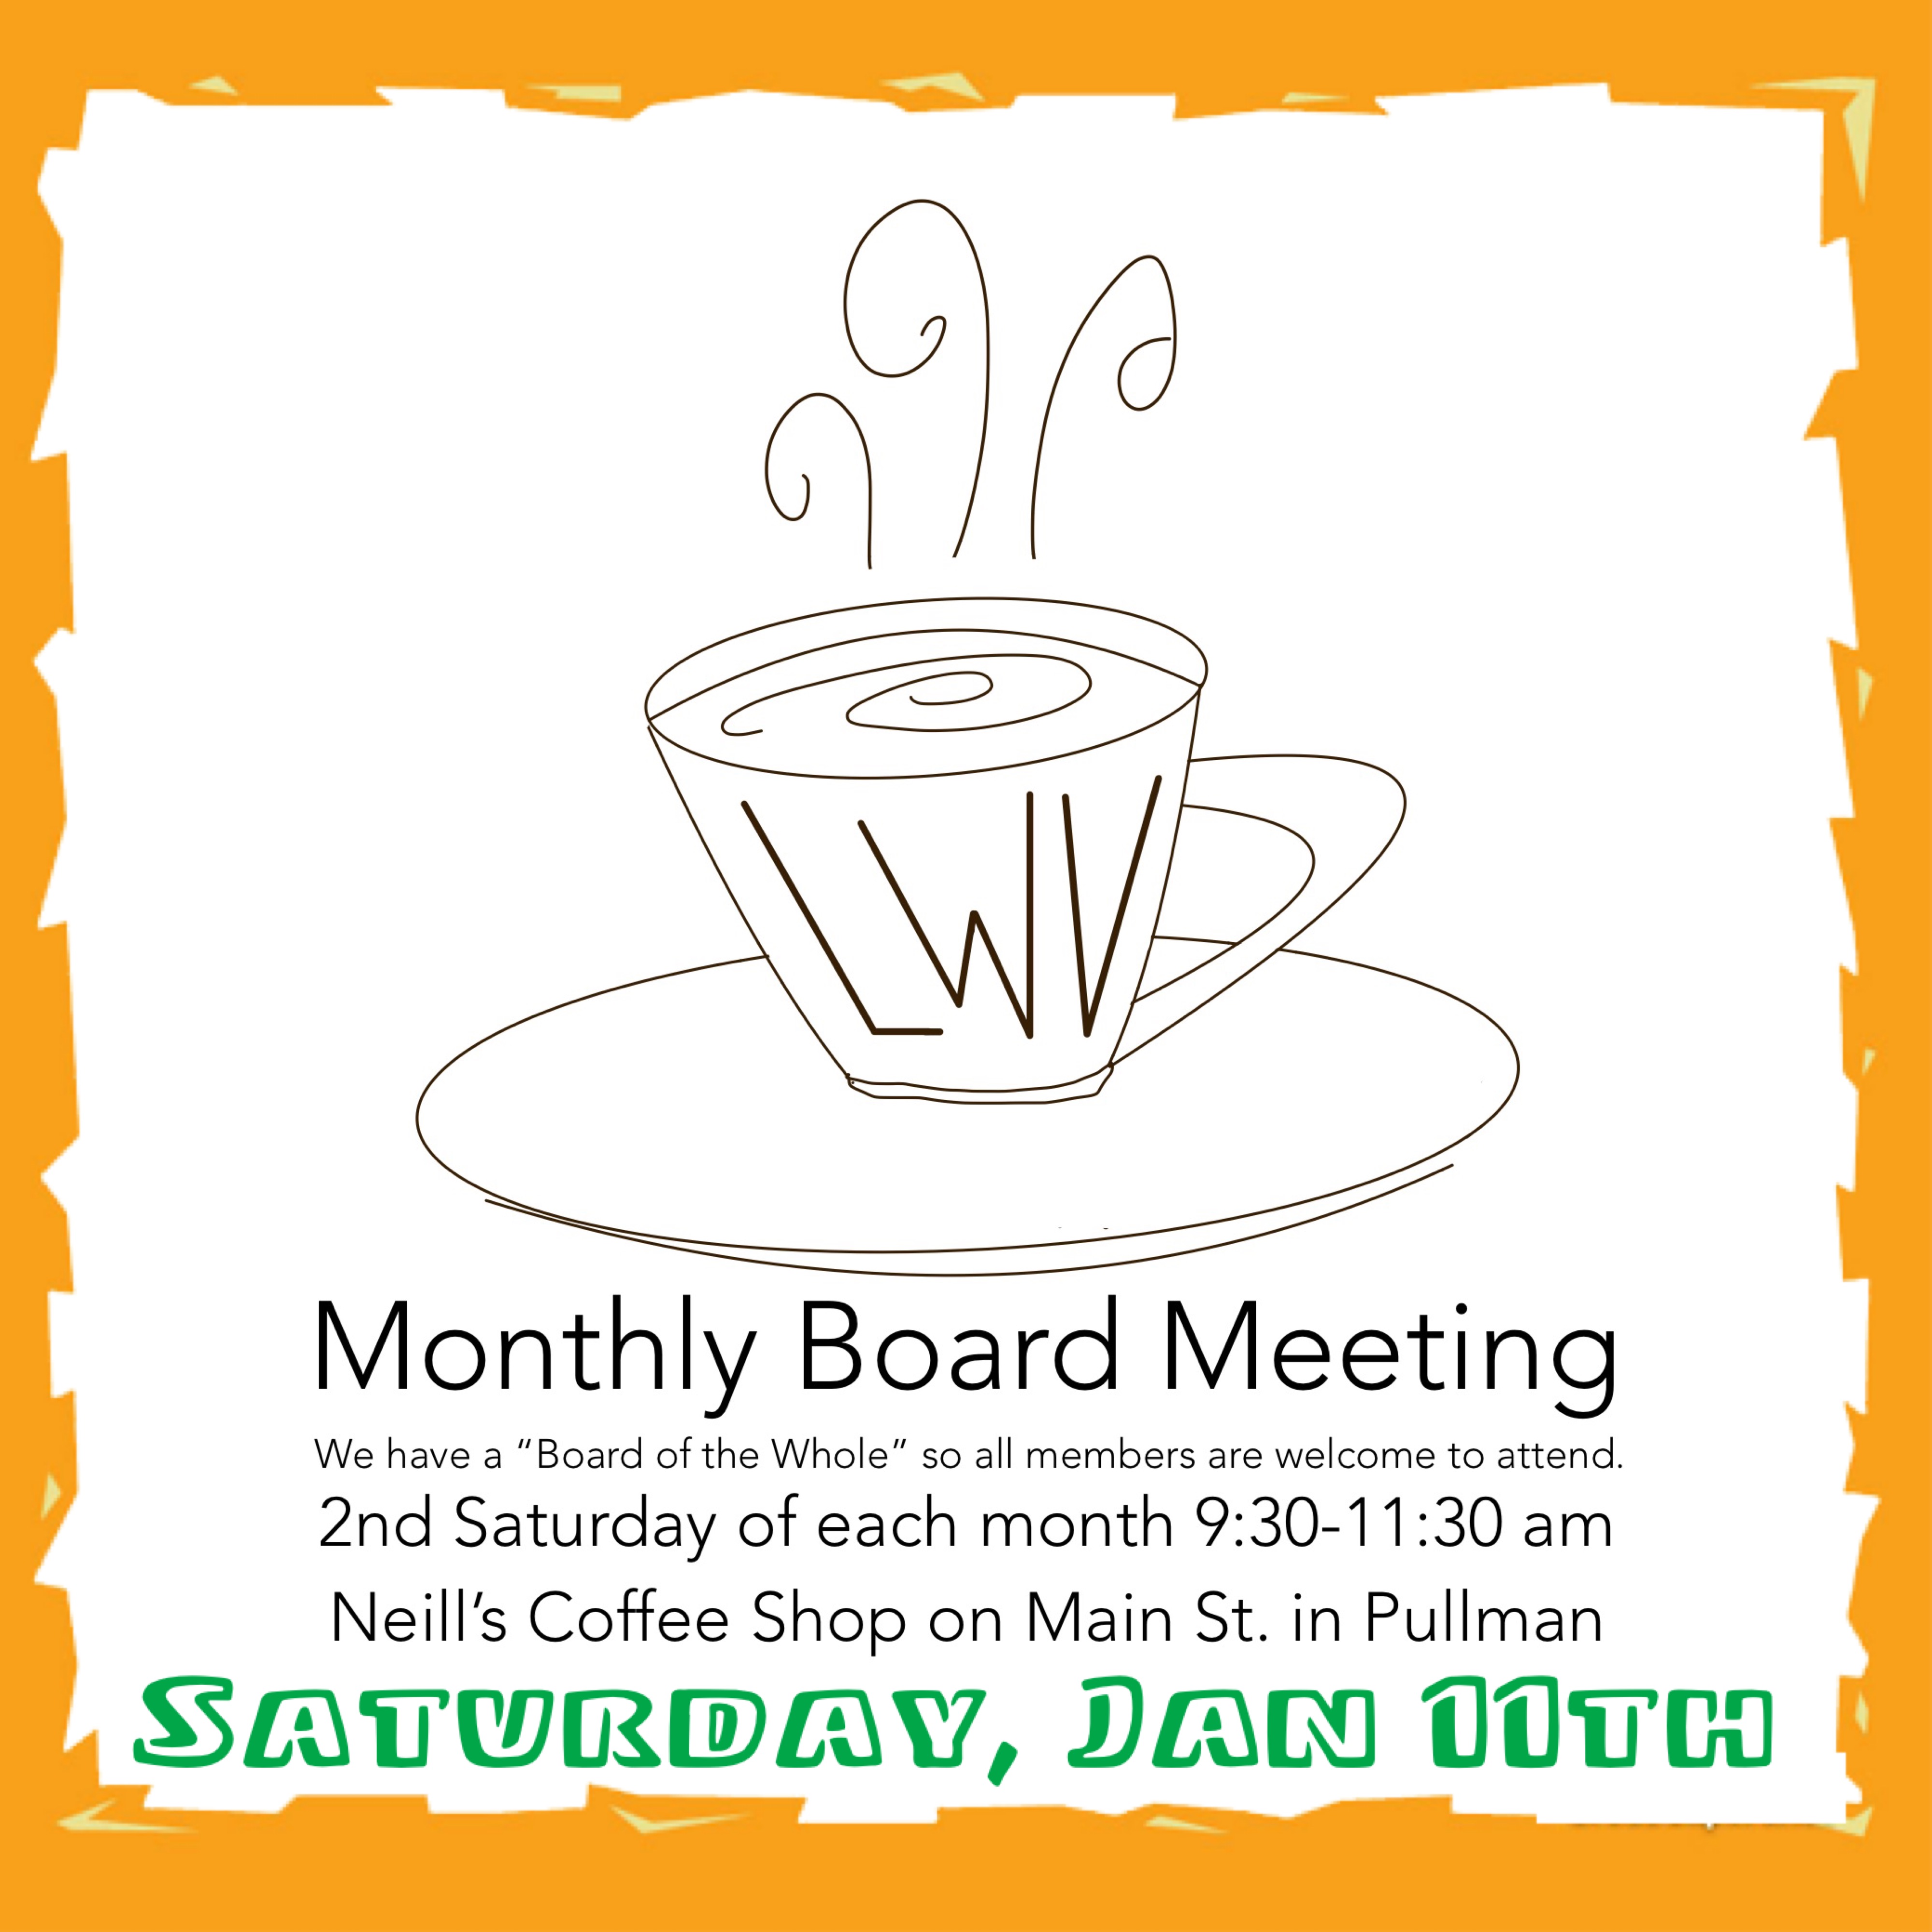 LWV
Monthly Board Meeting
We have a “Board of the Whole” so all members are welcome to attend.
2nd Saturday of each month 9:30-11:30 am
Neill’s Coffee Shop on Main St. in Pullman
Saturday, Jan 11th